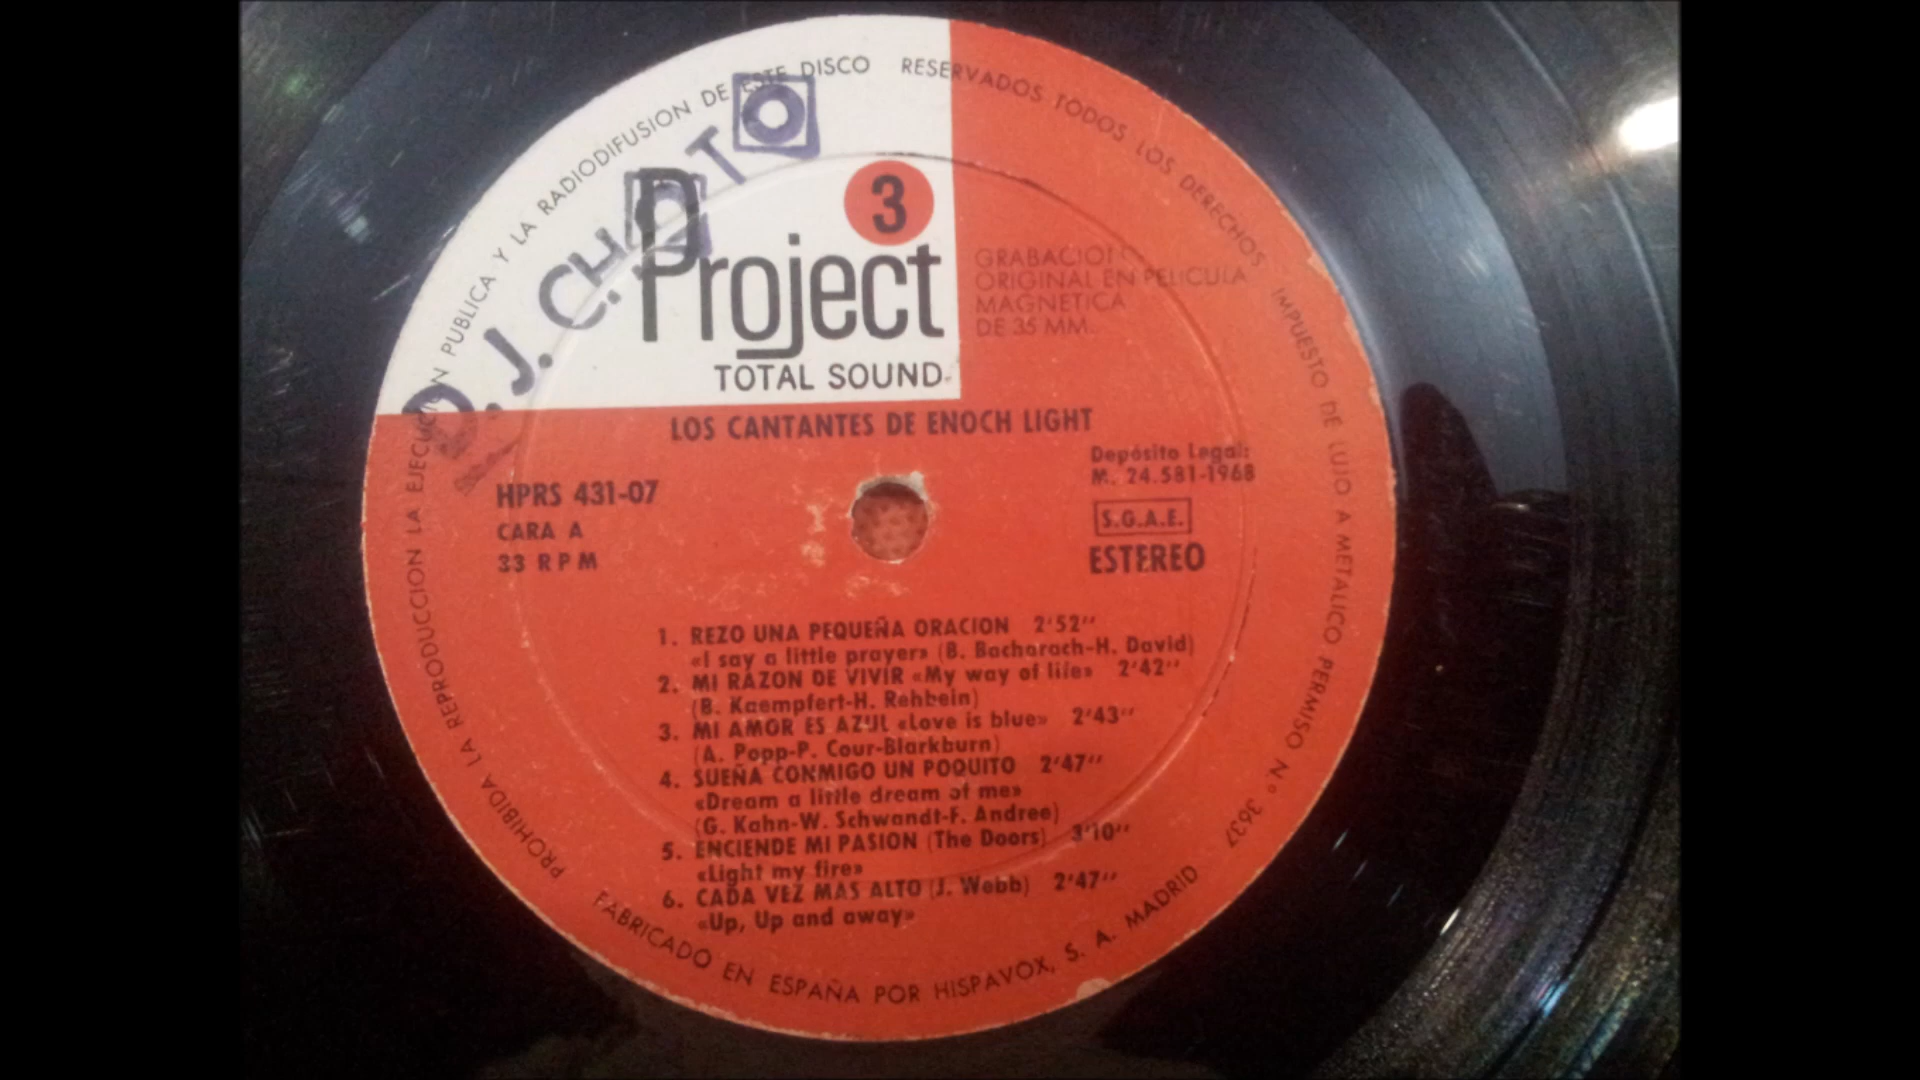 PROHIBIDA LA REPRODUCCION LA EJECUCION PUBLICA Y LA RADIODIFUSION DE ESTE DISCO RESERVADOS TODOS LOS DERECHOS IMPUESTO DE LUJO A METALICO PERMISO N.º 3637
D.J. CHATO
3
Project
TOTAL SOUND
GRABACION
ORIGINAL EN PELICULA
MAGNETICA
DE 35 MM.
LOS CANTANTES DE ENOCH LIGHT
HPRS 431-07
CARA A
33 RPM
Depósito Legal:
M. 24.581-1968
S.G.A.E.
ESTEREO
1. REZO UNA PEQUEÑA ORACION 2'52''
«I say a little prayer» (B. Bacharach-H. David)
2. MI RAZON DE VIVIR «My way of life» 2'42''
(B. Kaempfert-H. Rehbein)
3. MI AMOR ES AZUL «Love is blue» 2'43''
(A. Popp-P. Cour-Blarkburn)
4. SUEÑA CONMIGO UN POQUITO 2'47''
«Dream a little dream of me»
(G. Kahn-W. Schwandt-F. Andree)
5. ENCIENDE MI PASION (The Doors) 3'10''
«Light my fire»
6. CADA VEZ MAS ALTO (J. Webb) 2'47''
«Up, Up and away»
FABRICADO EN ESPAÑA POR HISPAVOX, S. A. MADRID